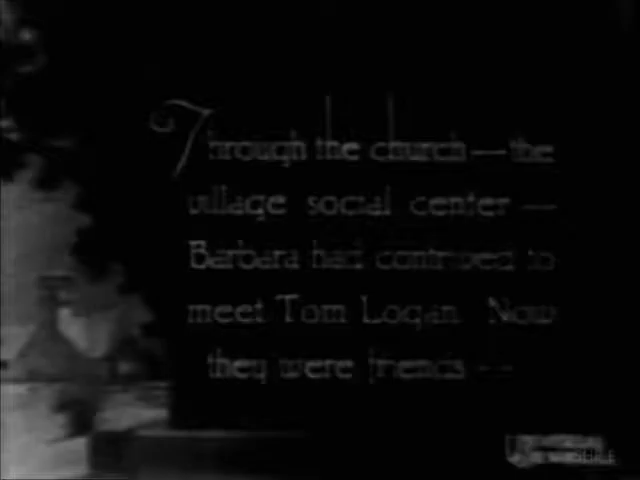 Through the church — the
village social center —
Barbara had contrived to
meet Tom Logan. Now
they were friends —